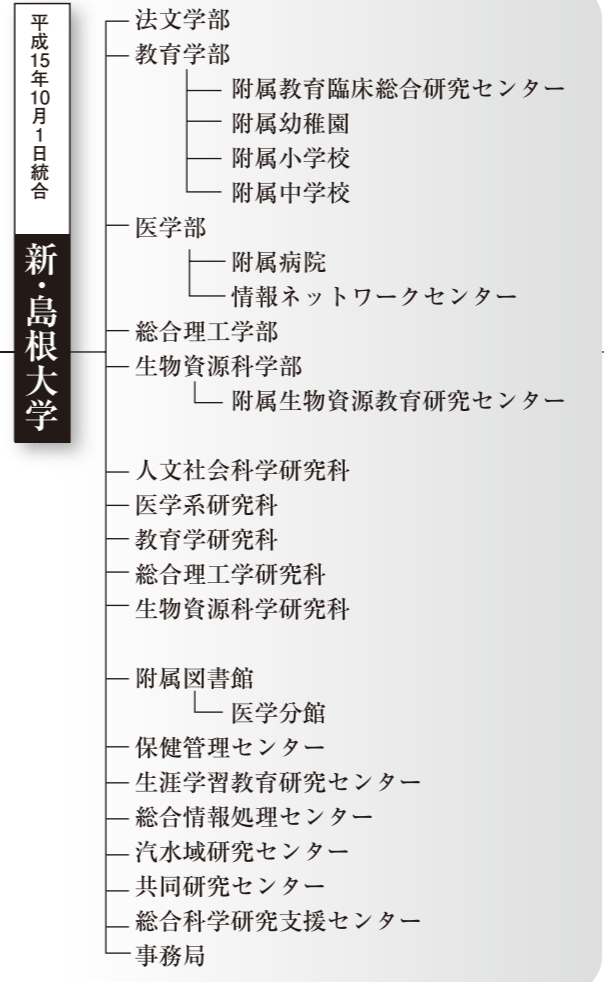 平成15年10月1日統合
新・島根大学
法文学部
教育学部
附属教育臨床総合研究センター
附属幼稚園
附属小学校
附属中学校
医学部
附属病院
情報ネットワークセンター
総合理工学部
生物資源科学部
附属生物資源教育研究センター
人文社会科学研究科
医学系研究科
教育学研究科
総合理工学研究科
生物資源科学研究科
附属図書館
医学分館
保健管理センター
生涯学習教育研究センター
総合情報処理センター
汽水域研究センター
共同研究センター
総合科学研究支援センター
事務局